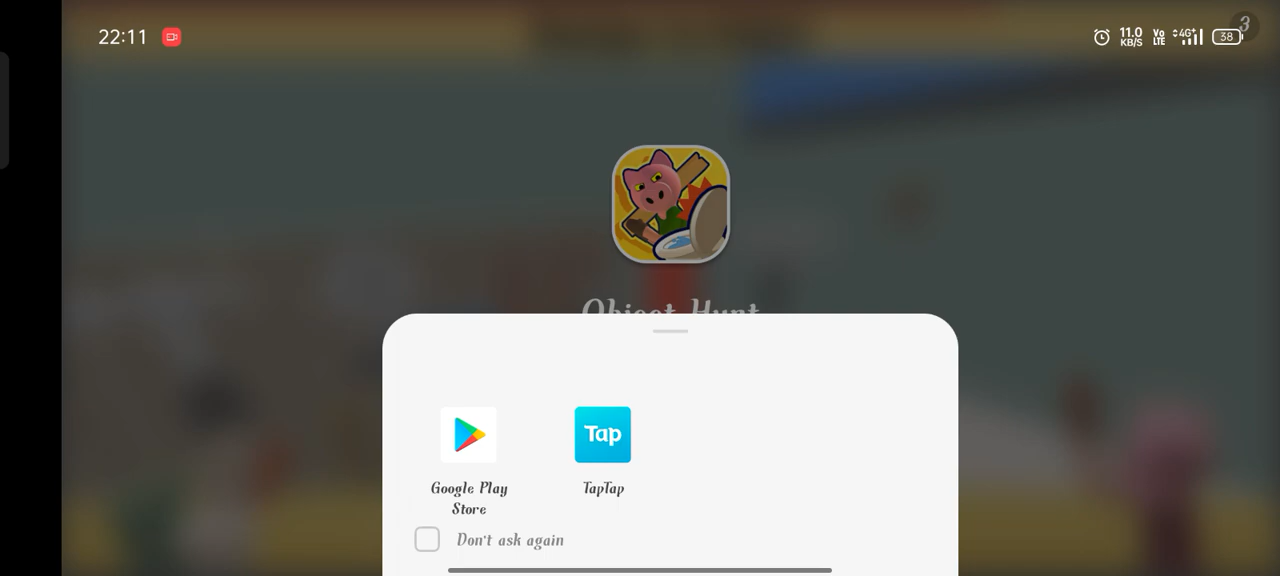 22:11
11.0
KB/S
Vo
LTE
4G+
38
3
Object Hunt
Tap
Google Play
Store
TapTap
Don't ask again